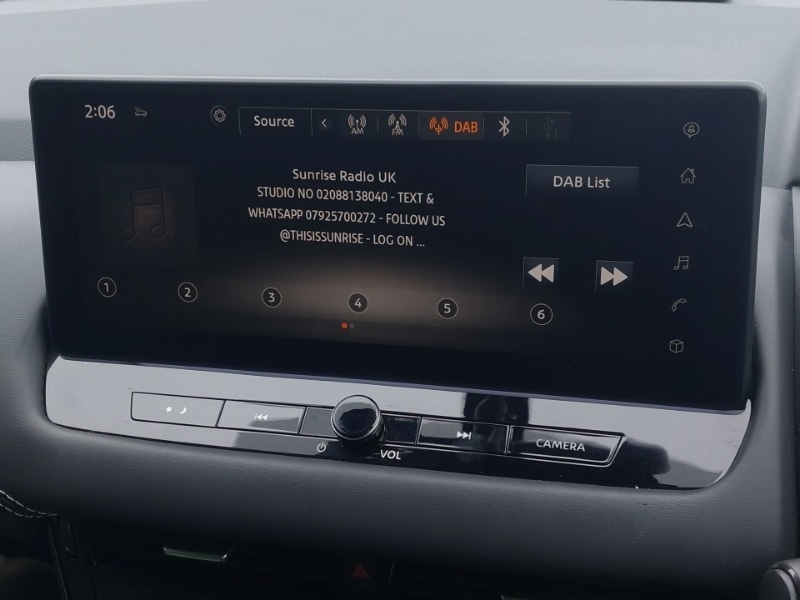 2:06
Source
AM
FM
DAB
Sunrise Radio UK
STUDIO NO 02088138040 - TEXT &
WHATSAPP 07925700272 - FOLLOW US
@THISISSUNRISE - LOG ON ...
DAB List
1
2
3
4
5
6
VOL
CAMERA